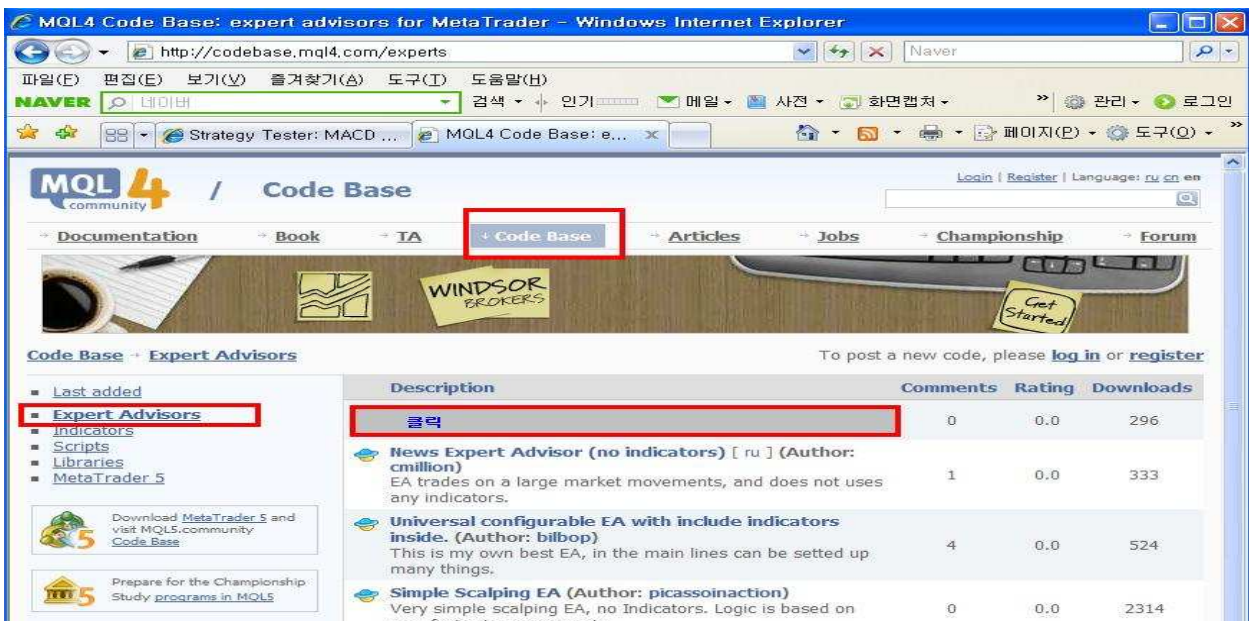 MQL4 Code Base: expert advisors for MetaTrader - Windows Internet Explorer
http://codebase.mql4.com/experts
Naver
파일(F) 편집(E) 보기(V) 즐겨찾기(A) 도구(T) 도움말(H)
NAVER 네이버 검색 인기 메일 사전 화면캡쳐 » 관리 로그인
Strategy Tester: MACD ... MQL4 Code Base: e... 페이지(P) 도구(O) »
MQL 4 community / Code Base
Login | Register | Language: ru cn en
Documentation Book TA Code Base Articles Jobs Championship Forum
WINDSOR
BROKERS
Get
Started
Code Base Expert Advisors
To post a new code, please log in or register
Last added
Expert Advisors
Indicators
Scripts
Libraries
MetaTrader 5
Download MetaTrader 5 and
visit MQL5.community
Code Base
Prepare for the Championship
Study programs in MQL5
Description Comments Rating Downloads
클릭 0 0.0 296
News Expert Advisor (no indicators) [ ru ] (Author:
cmillion)
EA trades on a large market movements, and does not uses
any indicators.
1 0.0 333
Universal configurable EA with include indicators
inside. (Author: bilbop)
This is my own best EA, in the main lines can be setted up
many things.
4 0.0 524
Simple Scalping EA (Author: picassoinaction)
Very simple scalping EA, no Indicators. Logic is based on
0 0.0 2314